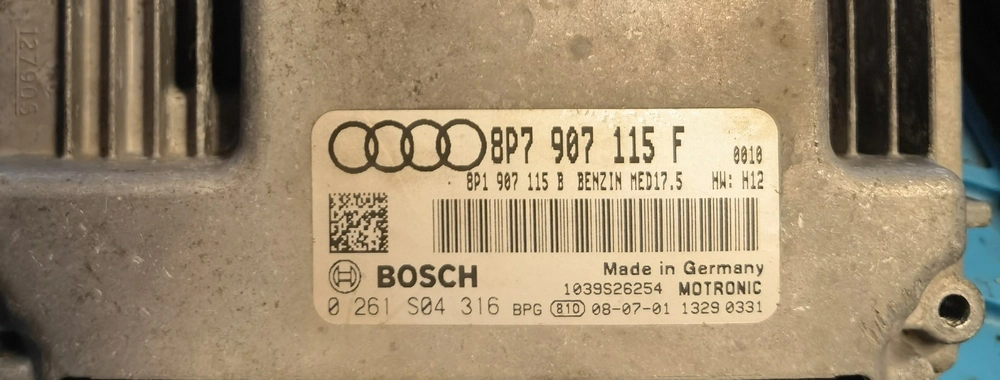 127906
8P7 907 115 F 0010
8P1 907 115 B BENZIN MED17.5 HW: H12
BOSCH
Made in Germany
1039S26254 MOTRONIC
0 261 S04 316 BPG 810 08-07-01 1329 0331